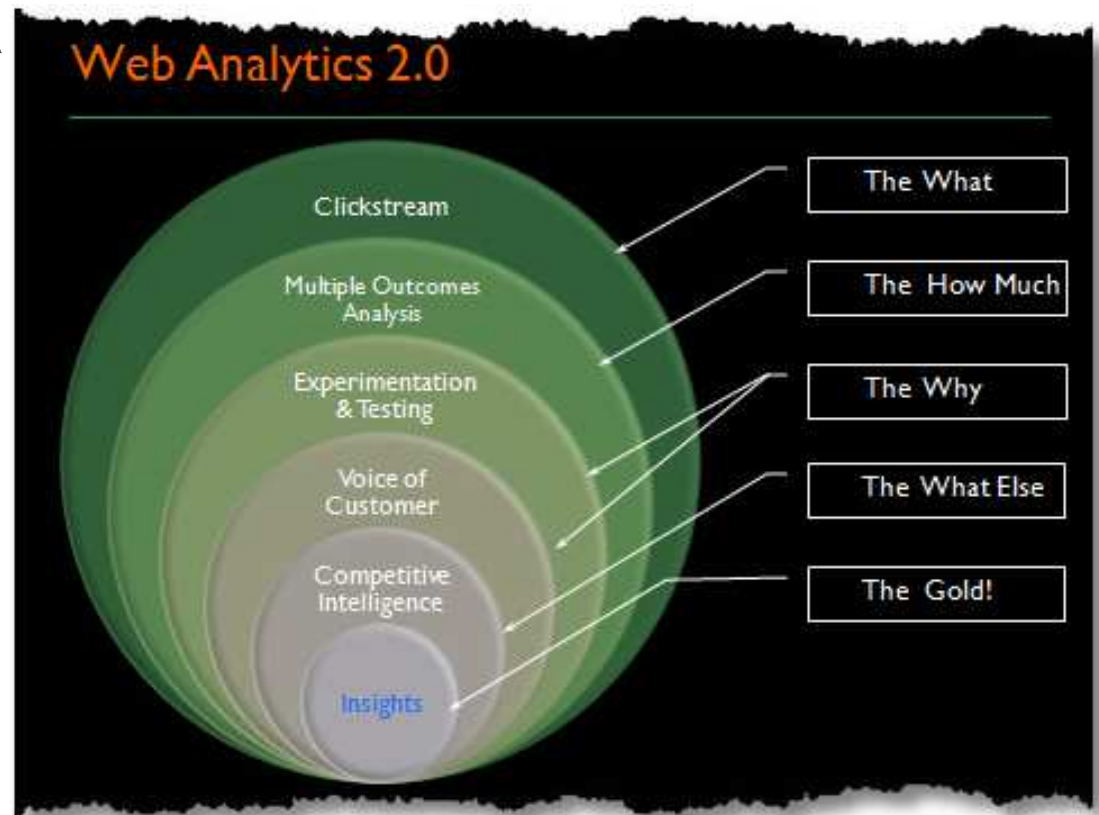 Web Analytics 2.0
Clickstream
Multiple Outcomes
Analysis
Experimentation
& Testing
Voice of
Customer
Competitive
Intelligence
Insights
The What
The How Much
The Why
The What Else
The Gold!